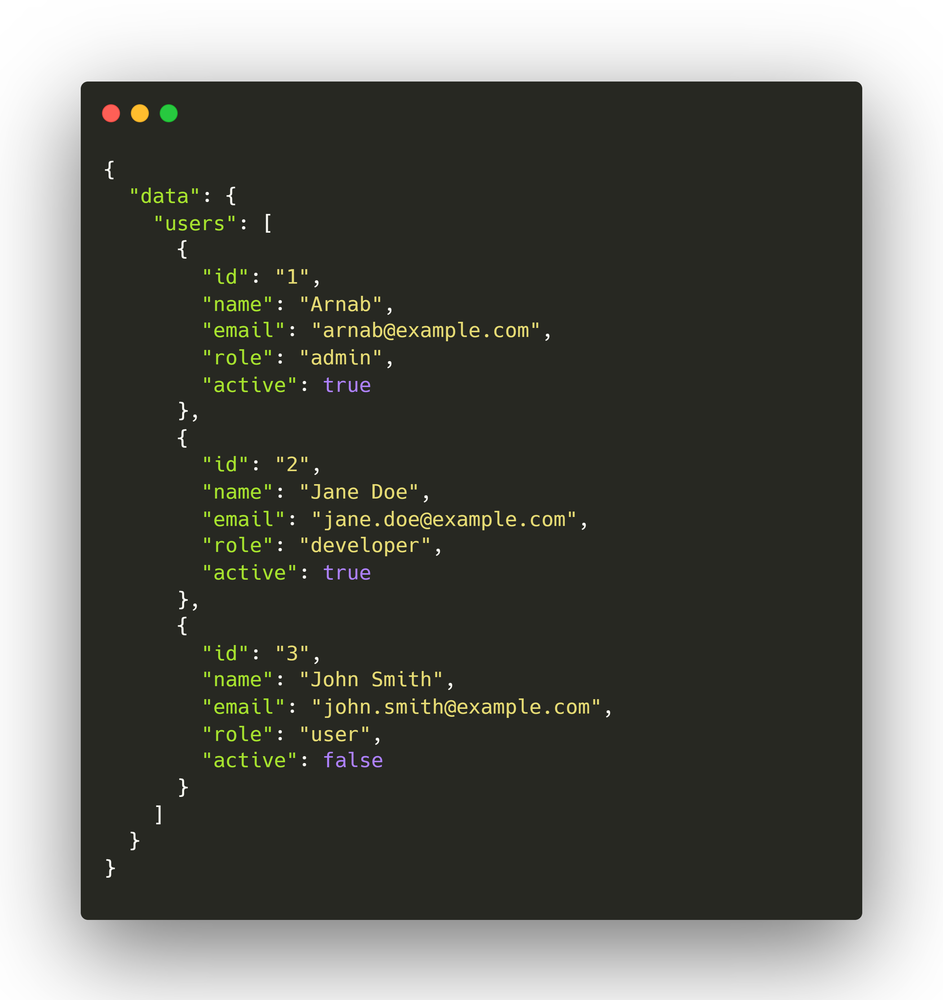 {
  "data": {
    "users": [
      {
        "id": "1",
        "name": "Arnab",
        "email": "arnab@example.com",
        "role": "admin",
        "active": true
      },
      {
        "id": "2",
        "name": "Jane Doe",
        "email": "jane.doe@example.com",
        "role": "developer",
        "active": true
      },
      {
        "id": "3",
        "name": "John Smith",
        "email": "john.smith@example.com",
        "role": "user",
        "active": false
      }
    ]
  }
}